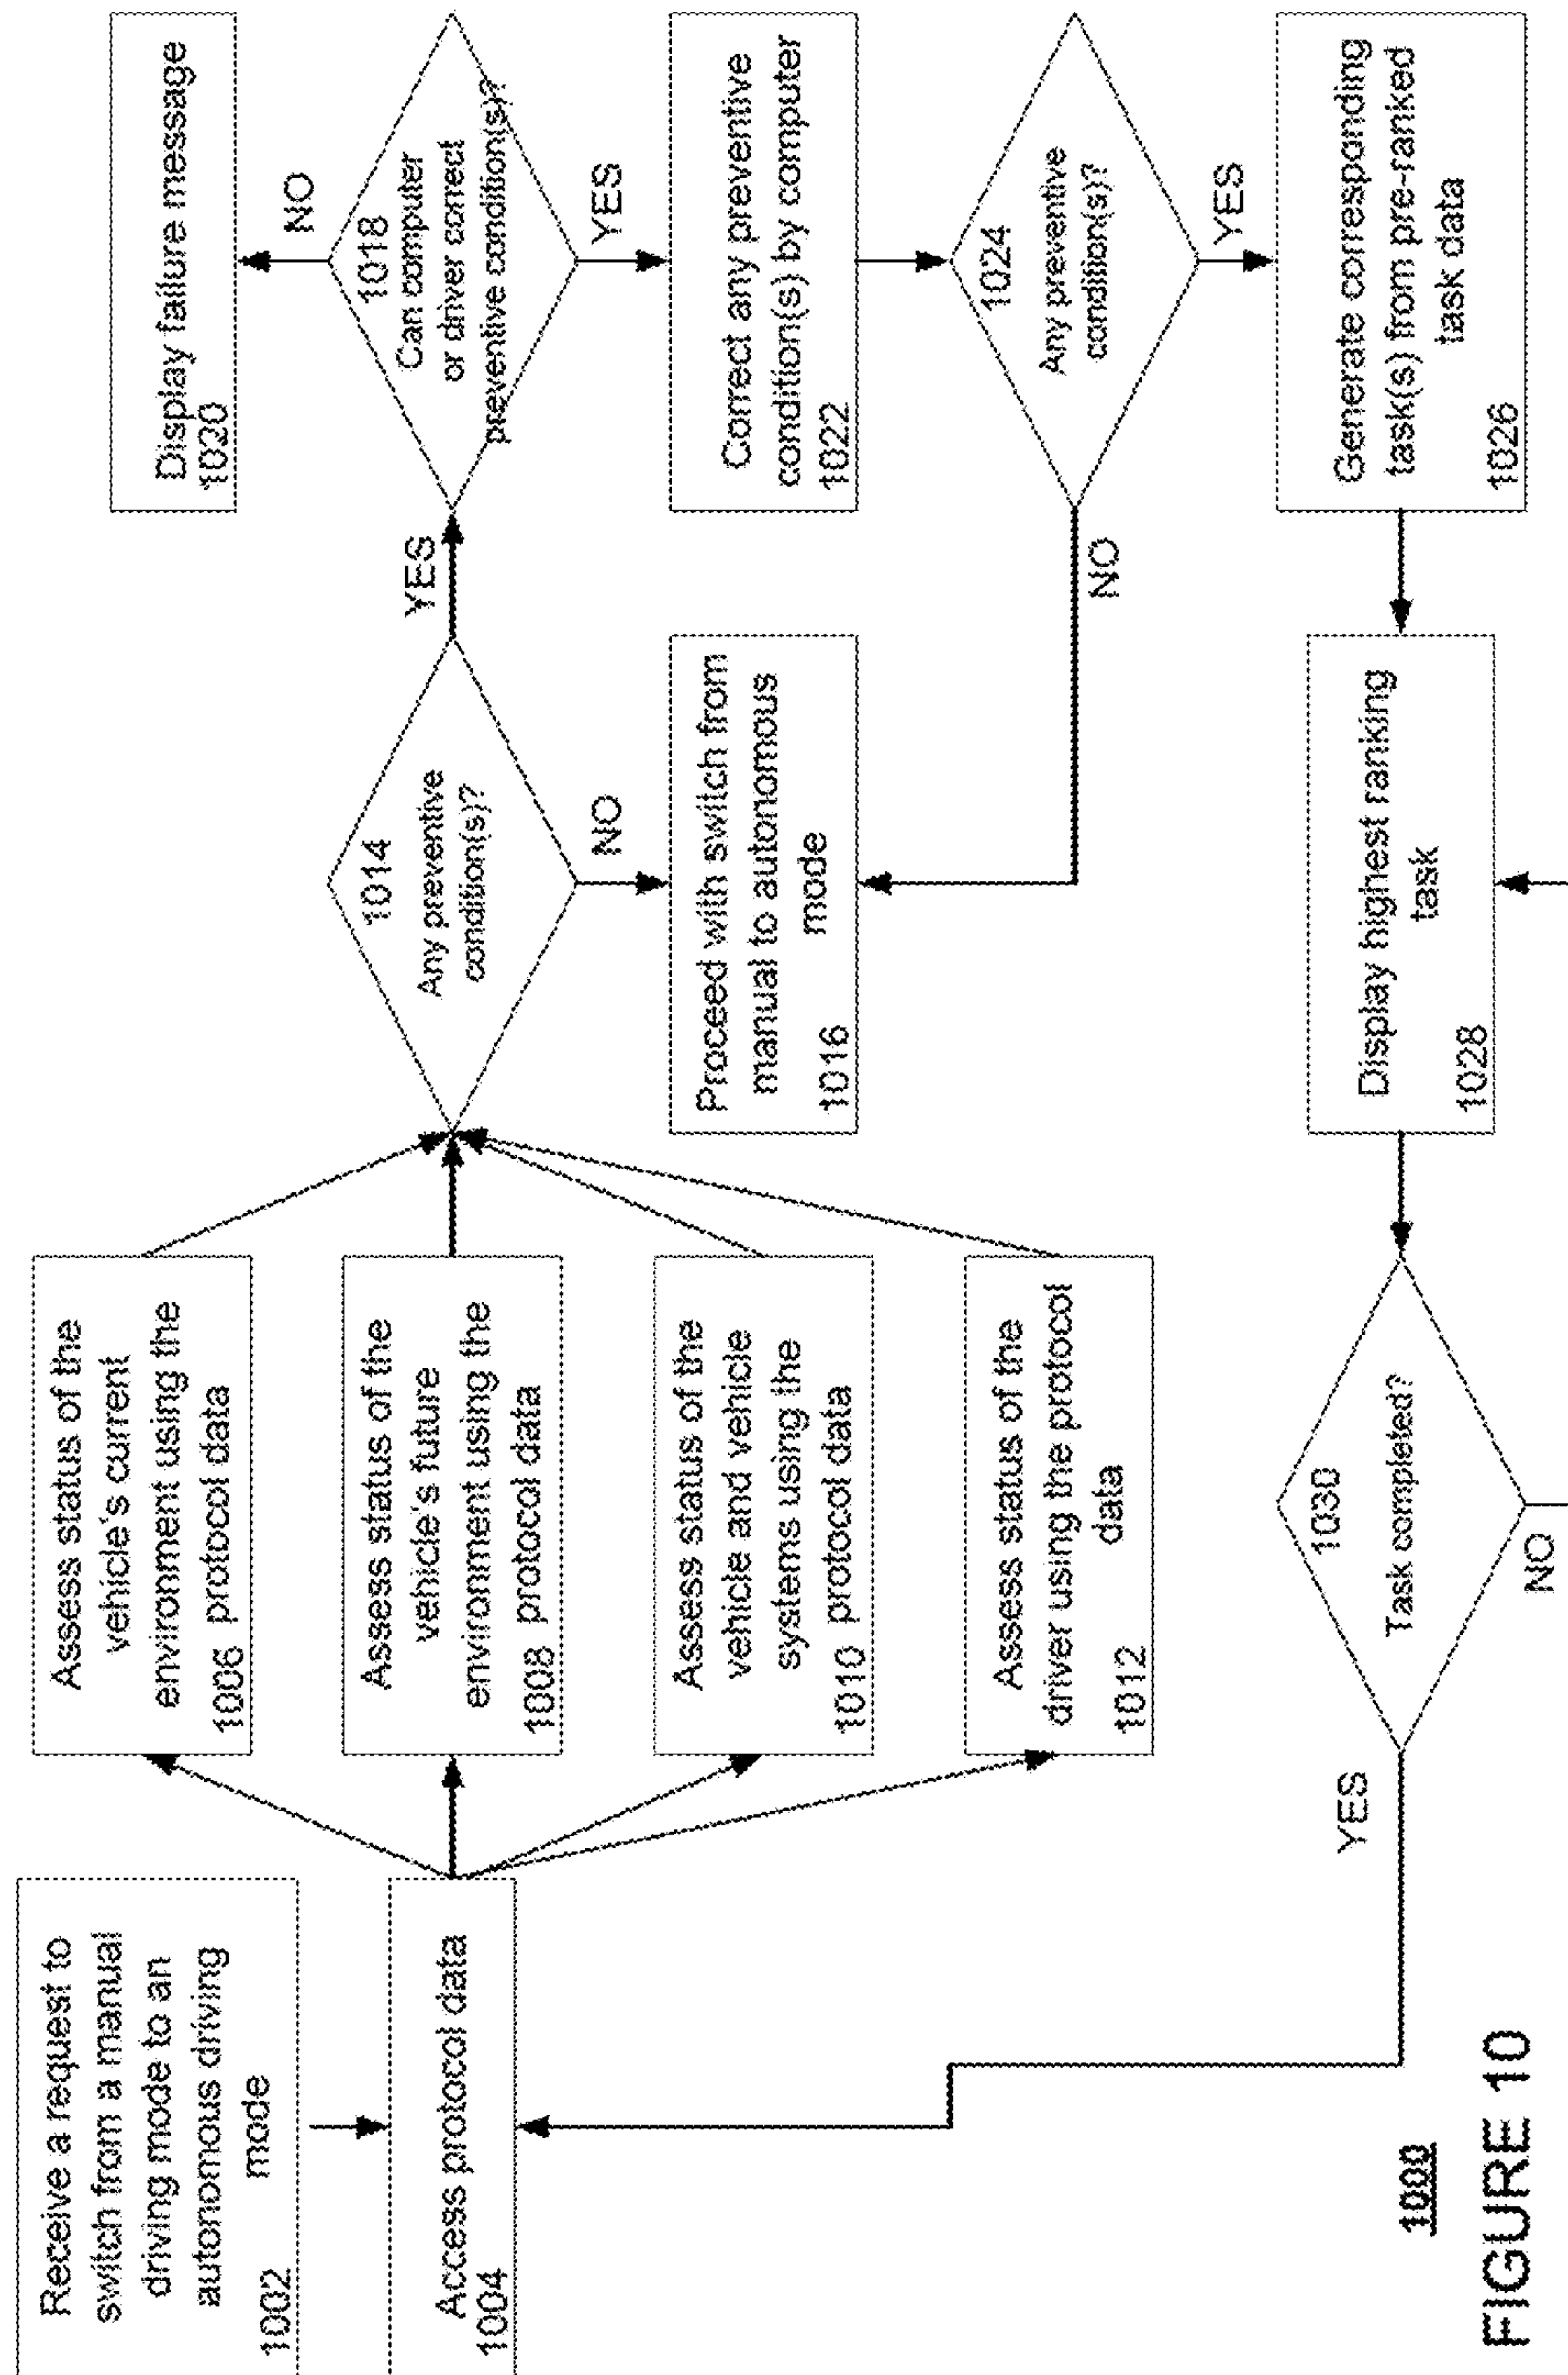 Receive a request to
switch from a manual
driving mode to an
autonomous driving
mode
1002
Access protocol data
1004
Assess status of the
vehicle's current
environment using the
1006 protocol data
Assess status of the
vehicle's future
environment using the
1008 protocol data
Assess status of the
vehicle and vehicle
systems using the
1010 protocol data
Assess status of the
driver using the protocol
data
1012
1014
Any preventive
condition(s)?
YES
NO
Proceed with switch from
manual to autonomous
mode
1016
1018
Can computer
or driver correct
preventive condition(s)?
NO
YES
Display failure message
1020
Correct any preventive
condition(s) by computer
1022
1024
Any preventive
condition(s)?
NO
YES
Generate corresponding
task(s) from pre-ranked
task data
1026
Display highest ranking
task
1028
1030
Task completed?
YES
NO
1000
FIGURE 10